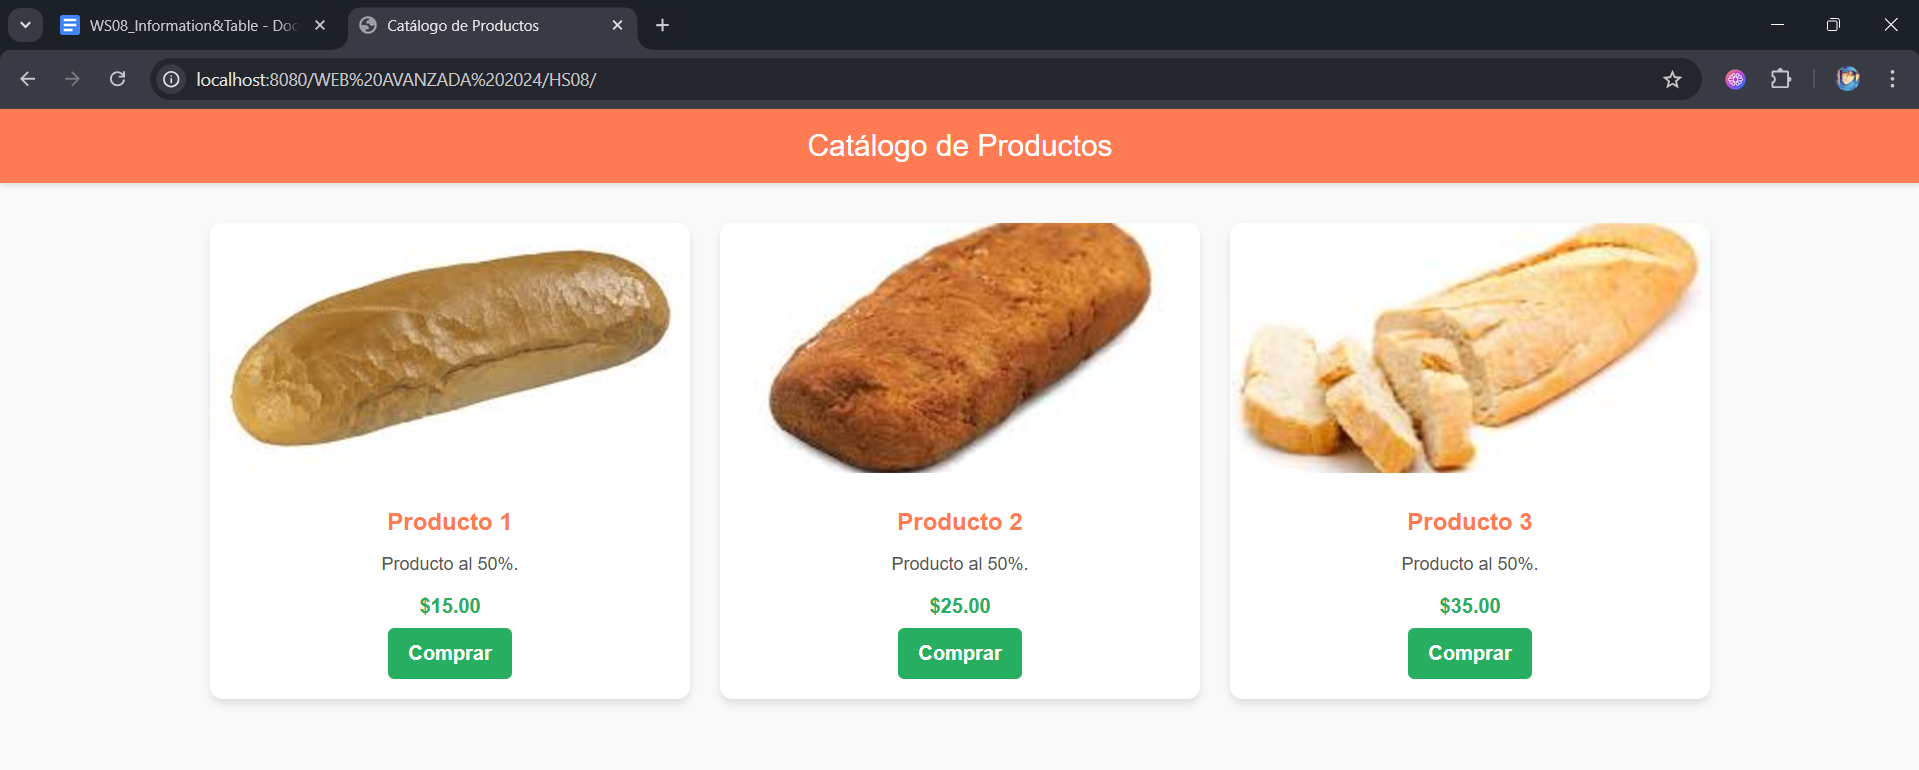 WS08_Information&Table - Doc
Catálogo de Productos
localhost:8080/WEB%20AVANZADA%202024/HS08/
Catálogo de Productos
Producto 1
Producto al 50%.
$15.00
Comprar
Producto 2
Producto al 50%.
$25.00
Comprar
Producto 3
Producto al 50%.
$35.00
Comprar